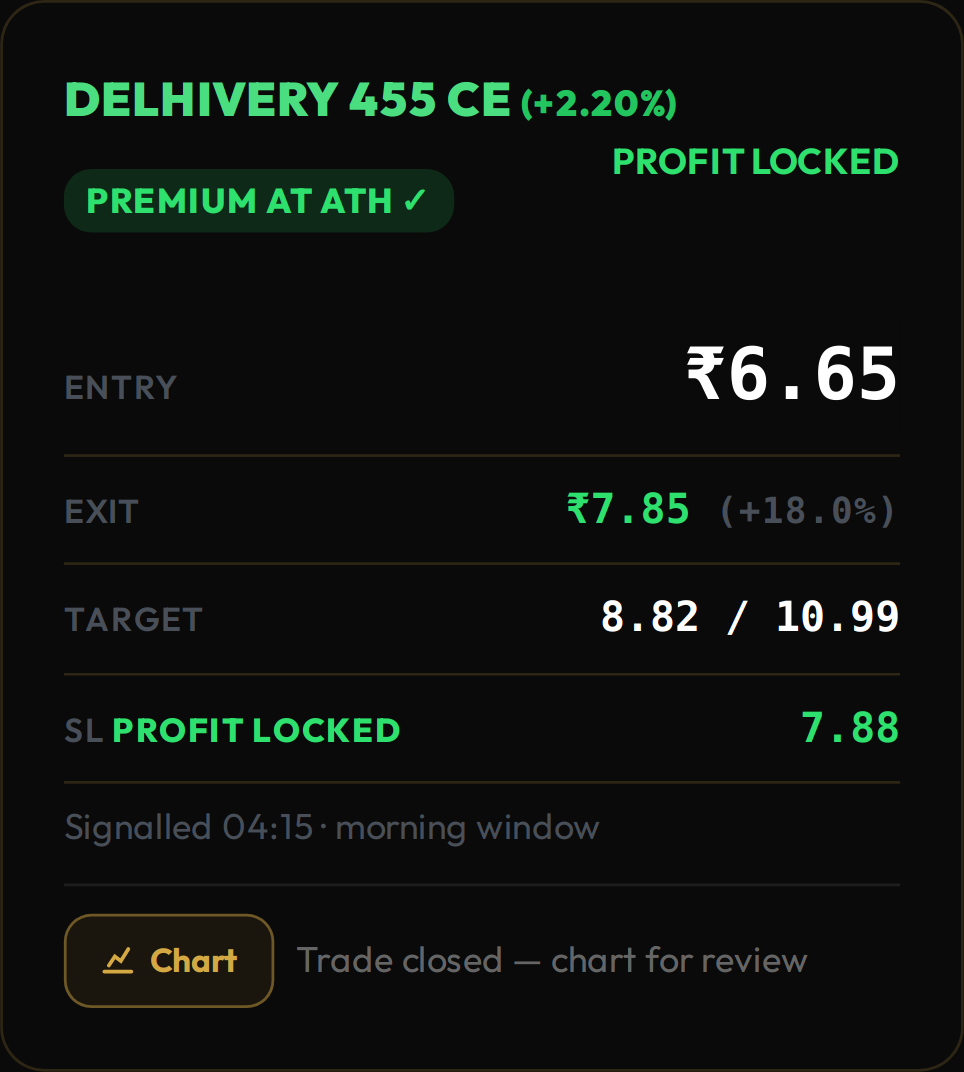 DELHIVERY 455 CE (+2.20%)
PROFIT LOCKED
PREMIUM AT ATH ✓
ENTRY ₹6.65
EXIT ₹7.85 (+18.0%)
TARGET 8.82 / 10.99
SL PROFIT LOCKED 7.88
Signalled 04:15 · morning window
Chart Trade closed — chart for review